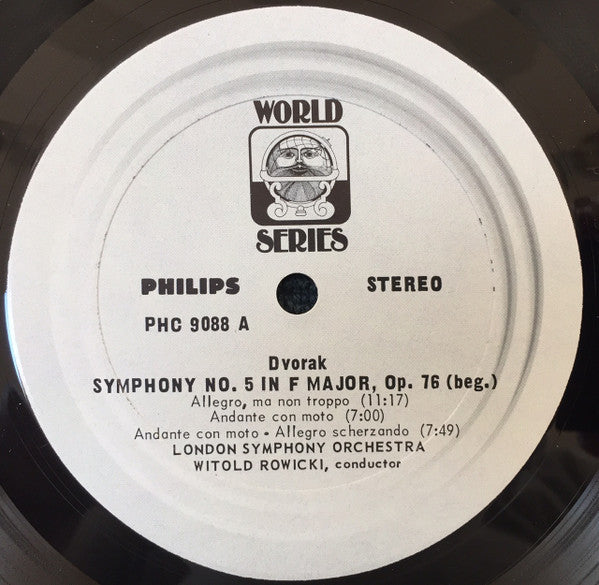 WORLD
SERIES
PHILIPS STEREO
PHC 9088 A
Dvorak
SYMPHONY NO. 5 IN F MAJOR, Op. 76 (beg.)
Allegro, ma non troppo (11:17)
Andante con moto (7:00)
Andante con moto - Allegro scherzando (7:49)
LONDON SYMPHONY ORCHESTRA
WITOLD ROWICKI, conductor